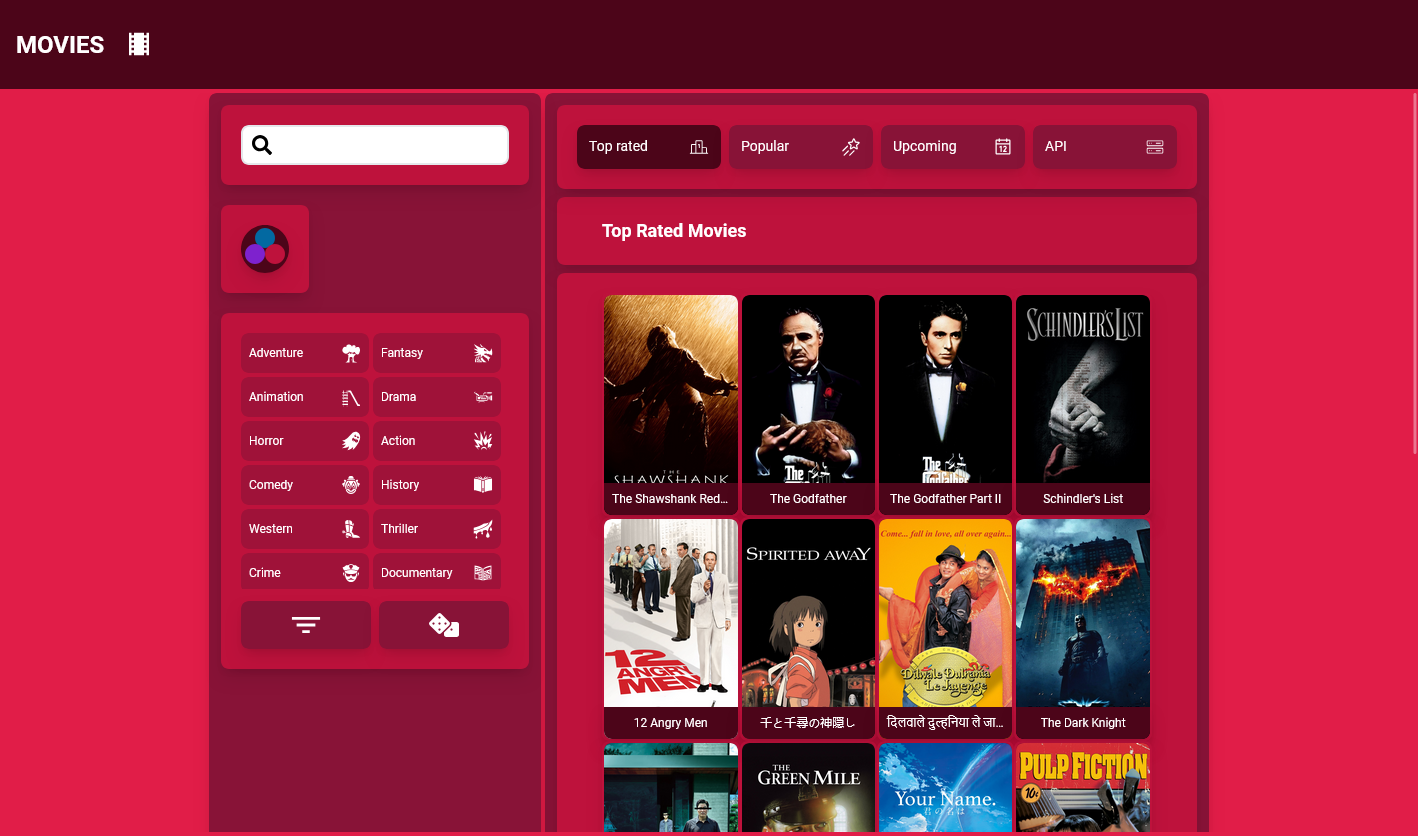 MOVIES
Top rated
Popular
Upcoming
12
API
Top Rated Movies
Adventure
Fantasy
Animation
Drama
Horror
Action
Comedy
History
Western
Thriller
Crime
Documentary
THE
SHAWSHANK
The Shawshank Red...
The
Godfather
The Godfather
The
Godfather
The Godfather Part II
SCHINDLER'S LIST
Schindler's List
12
ANGRY
MEN
12 Angry Men
SPIRITED AWAY
千と千尋の神隠し
Come... fall in love, all over again...
Dilwale Dulhania
Le Jayenge
दिलवाले दुल्हनिया ले जा...
The Dark Knight
THE
GREEN MILE
Your Name.
君の名は
PULP FICTION
10¢